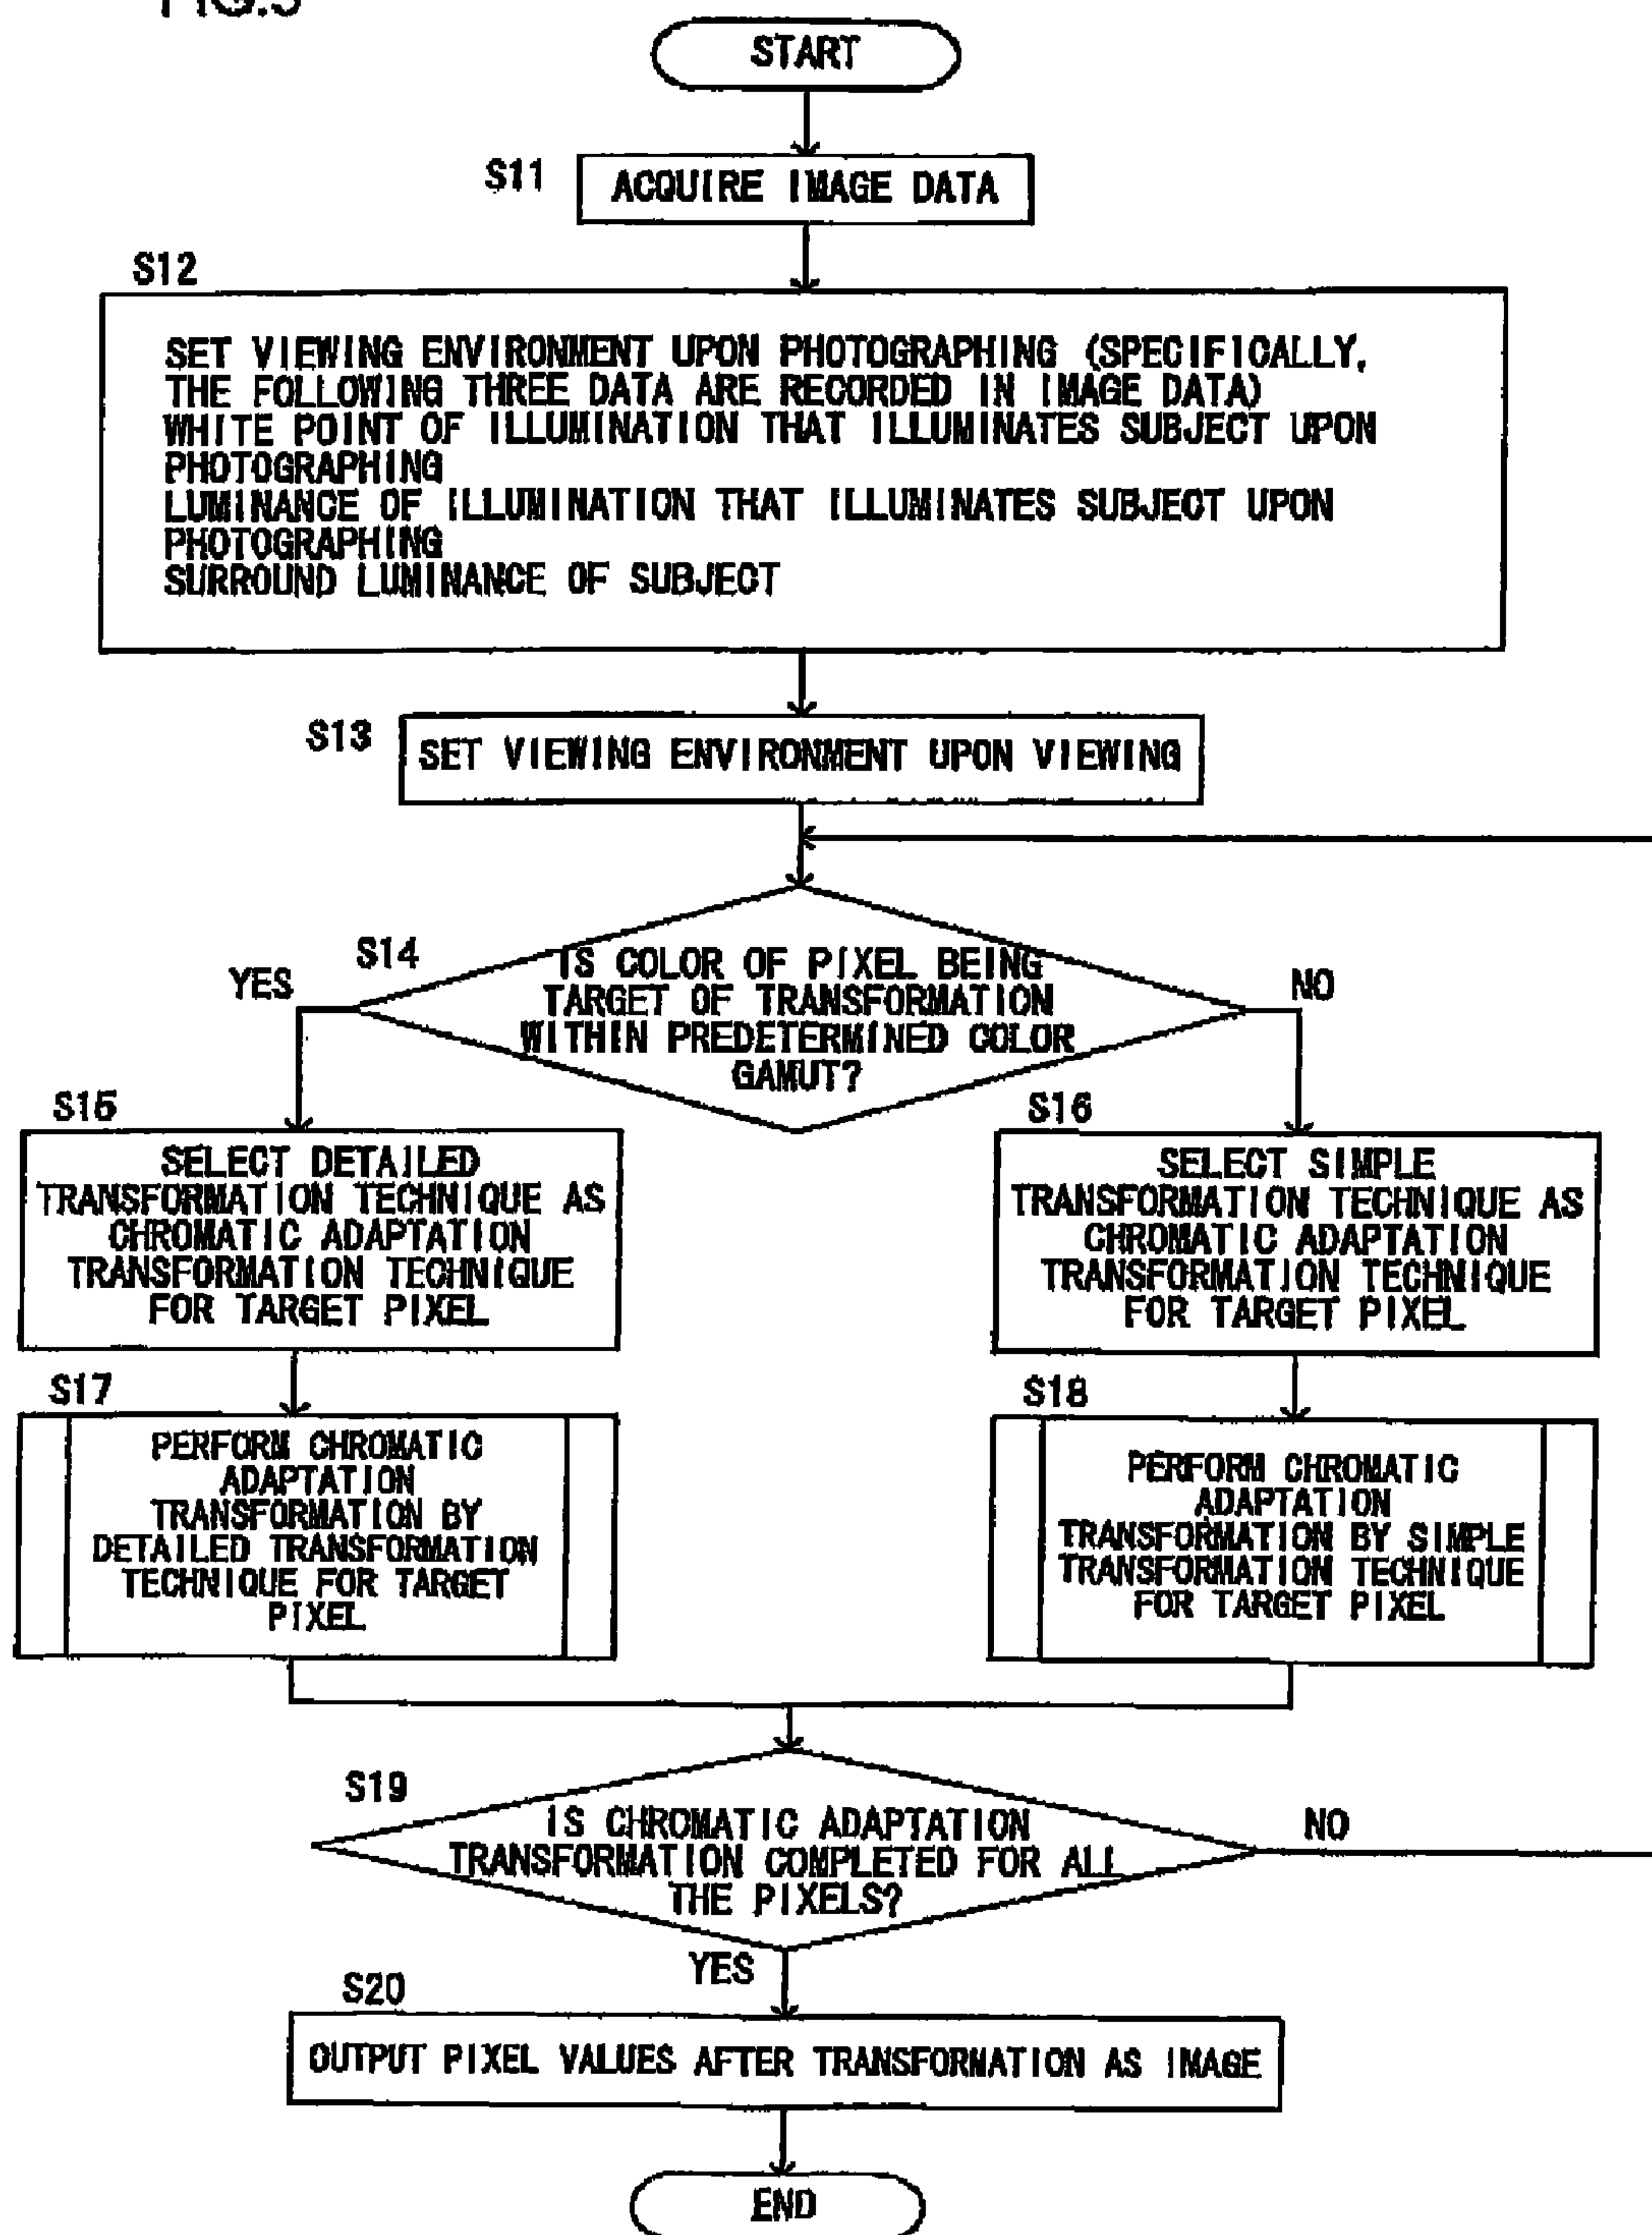 START
S11
ACQUIRE IMAGE DATA
S12
SET VIEWING ENVIRONMENT UPON PHOTOGRAPHING (SPECIFICALLY,
THE FOLLOWING THREE DATA ARE RECORDED IN IMAGE DATA)
WHITE POINT OF ILLUMINATION THAT ILLUMINATES SUBJECT UPON
PHOTOGRAPHING
LUMINANCE OF ILLUMINATION THAT ILLUMINATES SUBJECT UPON
PHOTOGRAPHING
SURROUND LUMINANCE OF SUBJECT
S13
SET VIEWING ENVIRONMENT UPON VIEWING
S14
YES
IS COLOR OF PIXEL BEING
TARGET OF TRANSFORMATION
WITHIN PREDETERMINED COLOR
GAMUT?
NO
S15
SELECT DETAILED
TRANSFORMATION TECHNIQUE AS
CHROMATIC ADAPTATION
TRANSFORMATION TECHNIQUE
FOR TARGET PIXEL
S16
SELECT SIMPLE
TRANSFORMATION TECHNIQUE AS
CHROMATIC ADAPTATION
TRANSFORMATION TECHNIQUE
FOR TARGET PIXEL
S17
PERFORM CHROMATIC
ADAPTATION
TRANSFORMATION BY
DETAILED TRANSFORMATION
TECHNIQUE FOR TARGET
PIXEL
S18
PERFORM CHROMATIC
ADAPTATION
TRANSFORMATION BY SIMPLE
TRANSFORMATION TECHNIQUE
FOR TARGET PIXEL
S19
IS CHROMATIC ADAPTATION
TRANSFORMATION COMPLETED FOR ALL
THE PIXELS?
NO
YES
S20
OUTPUT PIXEL VALUES AFTER TRANSFORMATION AS IMAGE
END